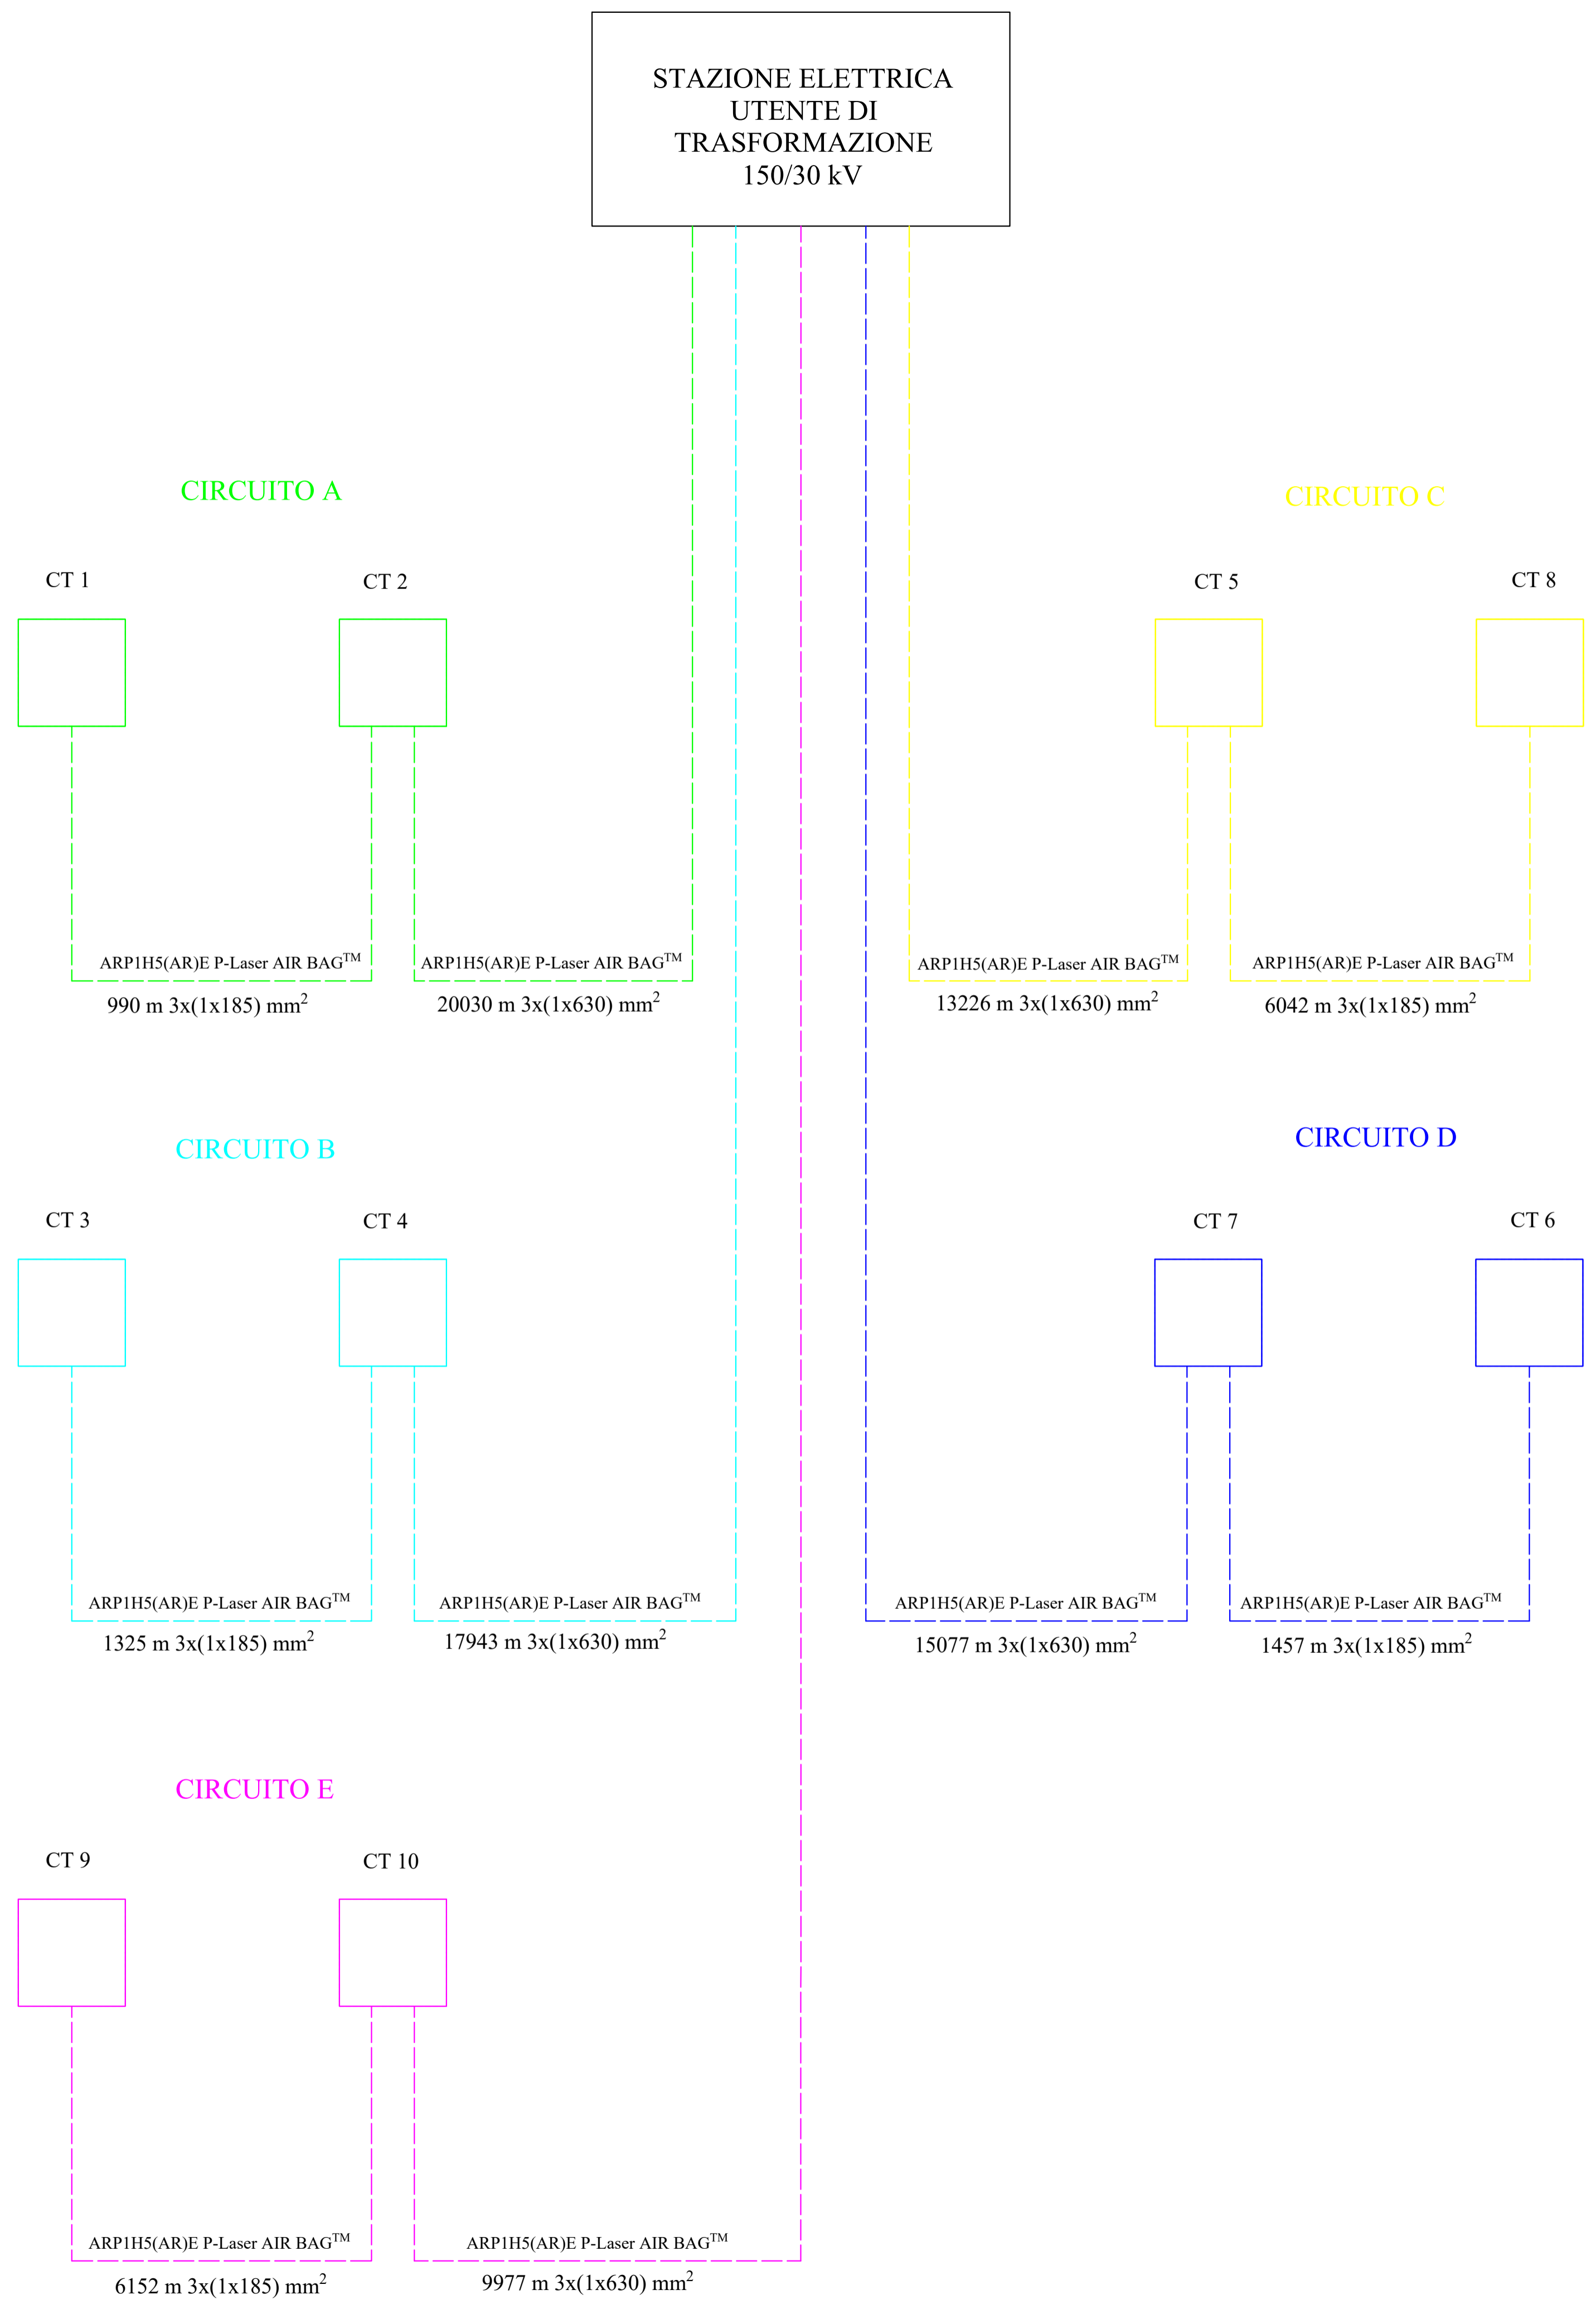 STAZIONE ELETTRICA
UTENTE DI
TRASFORMAZIONE
150/30 kV
CIRCUITO A
CT 1
CT 2
ARP1H5(AR)E P-Laser AIR BAG™
990 m 3x(1x185) mm²
ARP1H5(AR)E P-Laser AIR BAG™
20030 m 3x(1x630) mm²
CIRCUITO C
CT 5
CT 8
ARP1H5(AR)E P-Laser AIR BAG™
13226 m 3x(1x630) mm²
ARP1H5(AR)E P-Laser AIR BAG™
6042 m 3x(1x185) mm²
CIRCUITO B
CT 3
CT 4
ARP1H5(AR)E P-Laser AIR BAG™
1325 m 3x(1x185) mm²
ARP1H5(AR)E P-Laser AIR BAG™
17943 m 3x(1x630) mm²
CIRCUITO D
CT 7
CT 6
ARP1H5(AR)E P-Laser AIR BAG™
15077 m 3x(1x630) mm²
ARP1H5(AR)E P-Laser AIR BAG™
1457 m 3x(1x185) mm²
CIRCUITO E
CT 9
CT 10
ARP1H5(AR)E P-Laser AIR BAG™
6152 m 3x(1x185) mm²
ARP1H5(AR)E P-Laser AIR BAG™
9977 m 3x(1x630) mm²